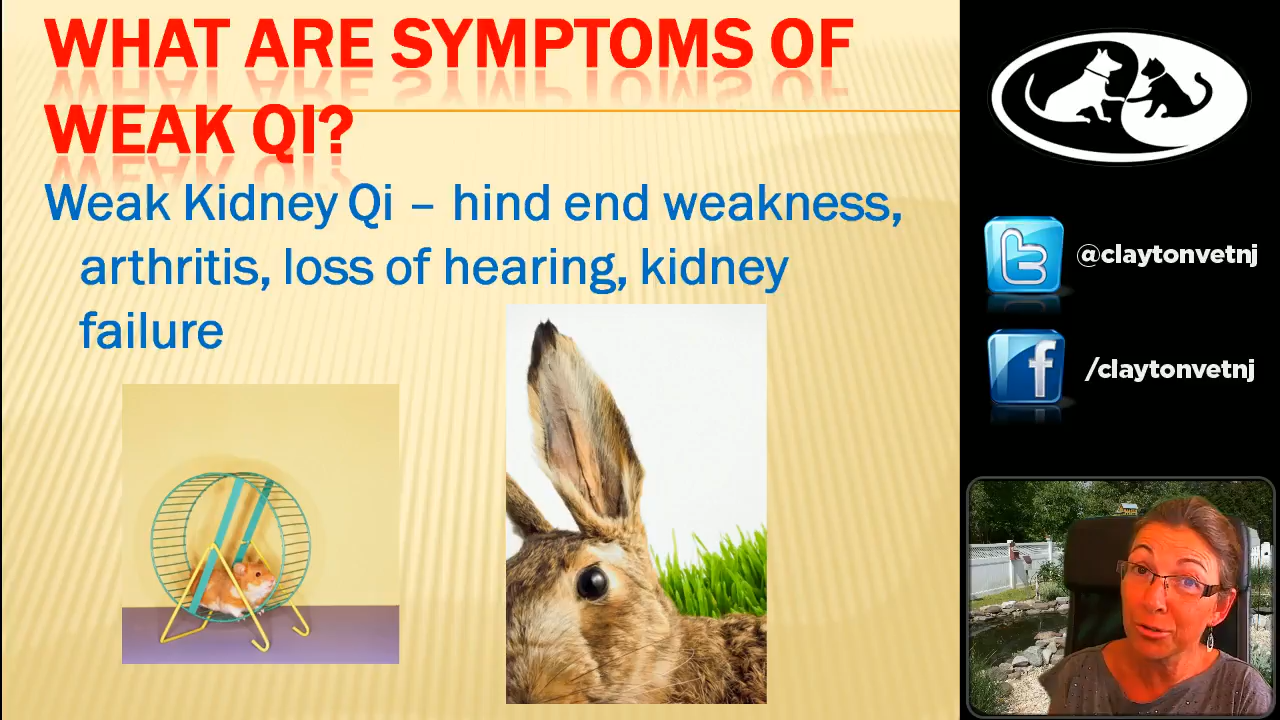 WHAT ARE SYMPTOMS OF
WEAK QI?
Weak Kidney Qi – hind end weakness,
arthritis, loss of hearing, kidney
failure
@claytonvetnj
/claytonvetnj